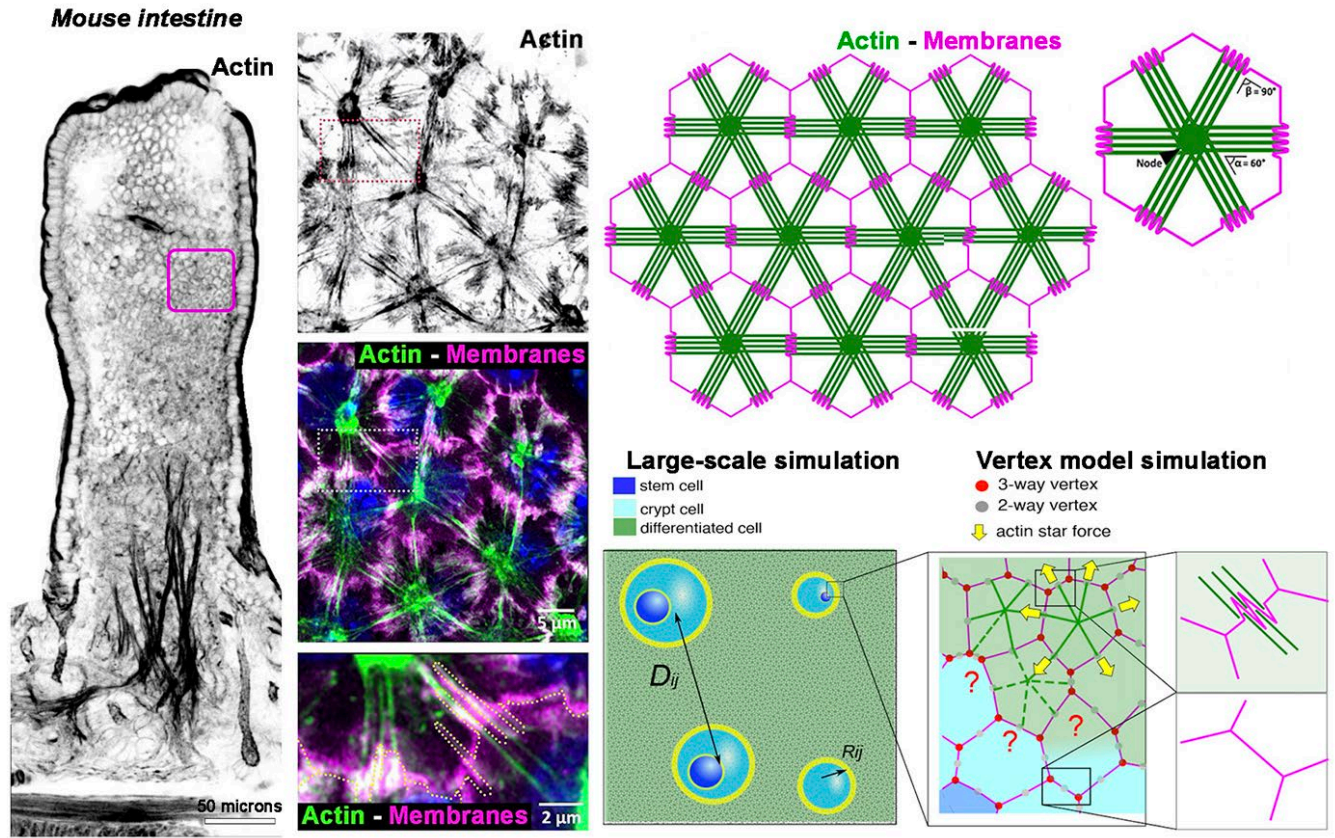 Mouse intestine
Actin
50 microns
Actin
Actin - Membranes
5 µm
Actin - Membranes
2 µm
Actin - Membranes
β = 90°
Node
α = 60°
Large-scale simulation
stem cell
crypt cell
differentiated cell
Dij
Rij
Vertex model simulation
3-way vertex
2-way vertex
actin star force
?
?
?